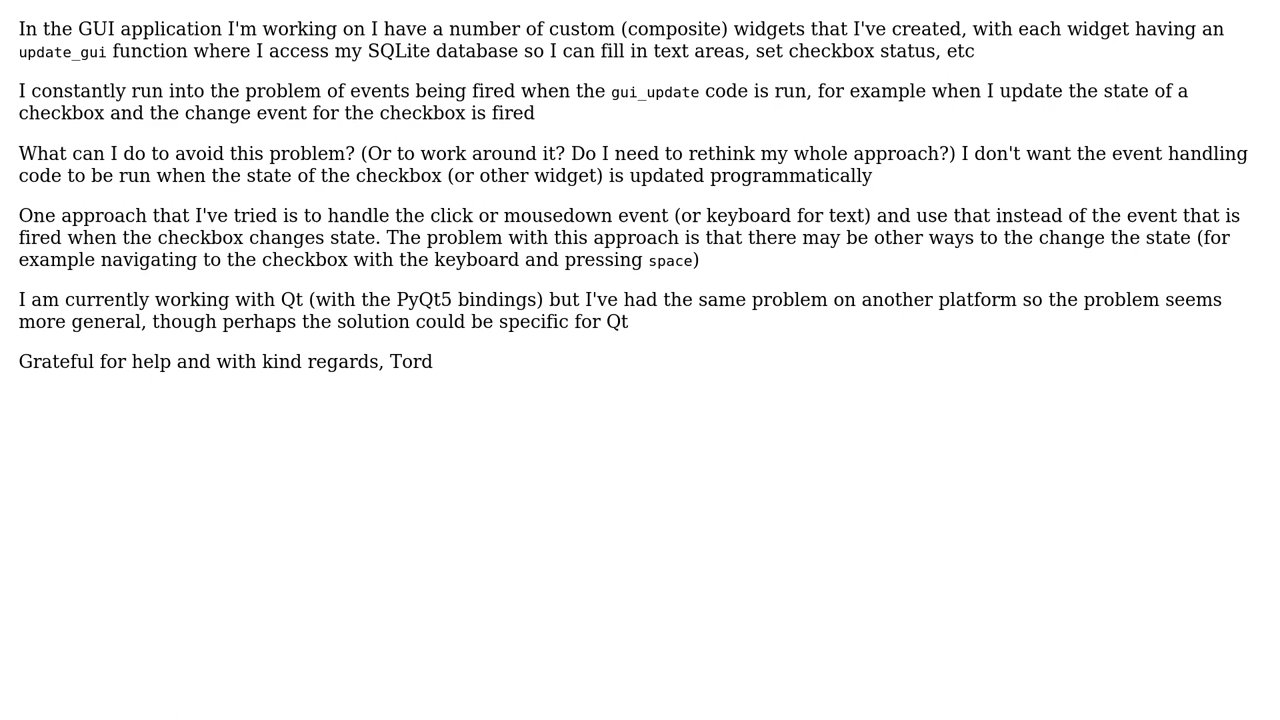 In the GUI application I'm working on I have a number of custom (composite) widgets that I've created, with each widget having an
update_gui function where I access my SQLite database so I can fill in text areas, set checkbox status, etc
I constantly run into the problem of events being fired when the gui_update code is run, for example when I update the state of a
checkbox and the change event for the checkbox is fired
What can I do to avoid this problem? (Or to work around it? Do I need to rethink my whole approach?) I don't want the event handling
code to be run when the state of the checkbox (or other widget) is updated programmatically
One approach that I've tried is to handle the click or mousedown event (or keyboard for text) and use that instead of the event that is
fired when the checkbox changes state. The problem with this approach is that there may be other ways to the change the state (for
example navigating to the checkbox with the keyboard and pressing space)
I am currently working with Qt (with the PyQt5 bindings) but I've had the same problem on another platform so the problem seems
more general, though perhaps the solution could be specific for Qt
Grateful for help and with kind regards, Tord